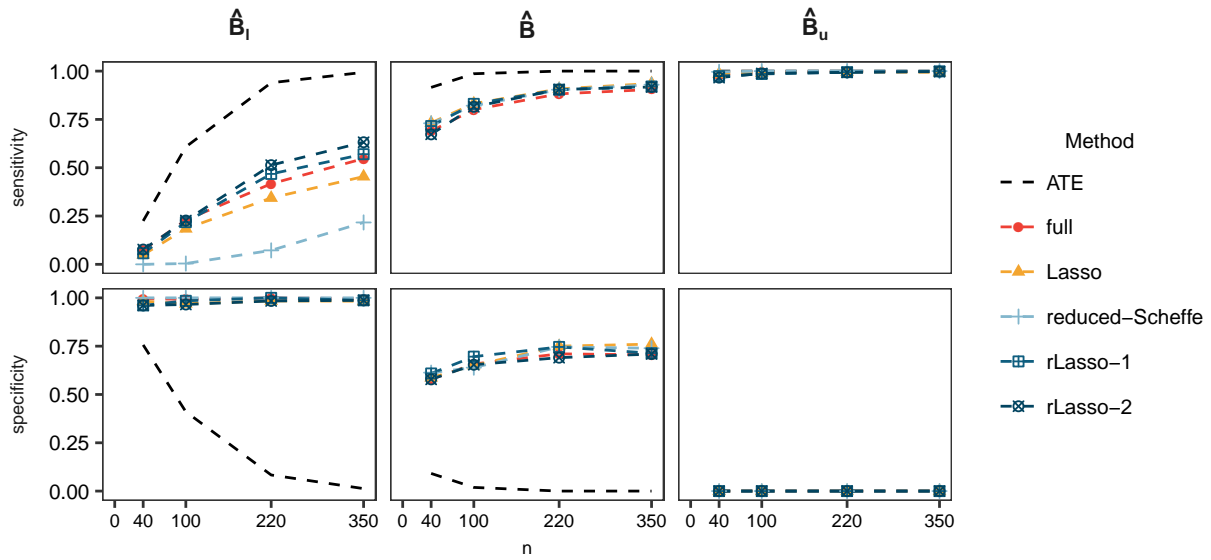 B̂ₗ B̂ B̂ᵤ
sensitivity
1.00
0.75
0.50
0.25
0.00
specificity
1.00
0.75
0.50
0.25
0.00
0 40 100 220 350 0 40 100 220 350 0 40 100 220 350
n
Method
ATE
full
Lasso
reduced−Scheffe
rLasso−1
rLasso−2